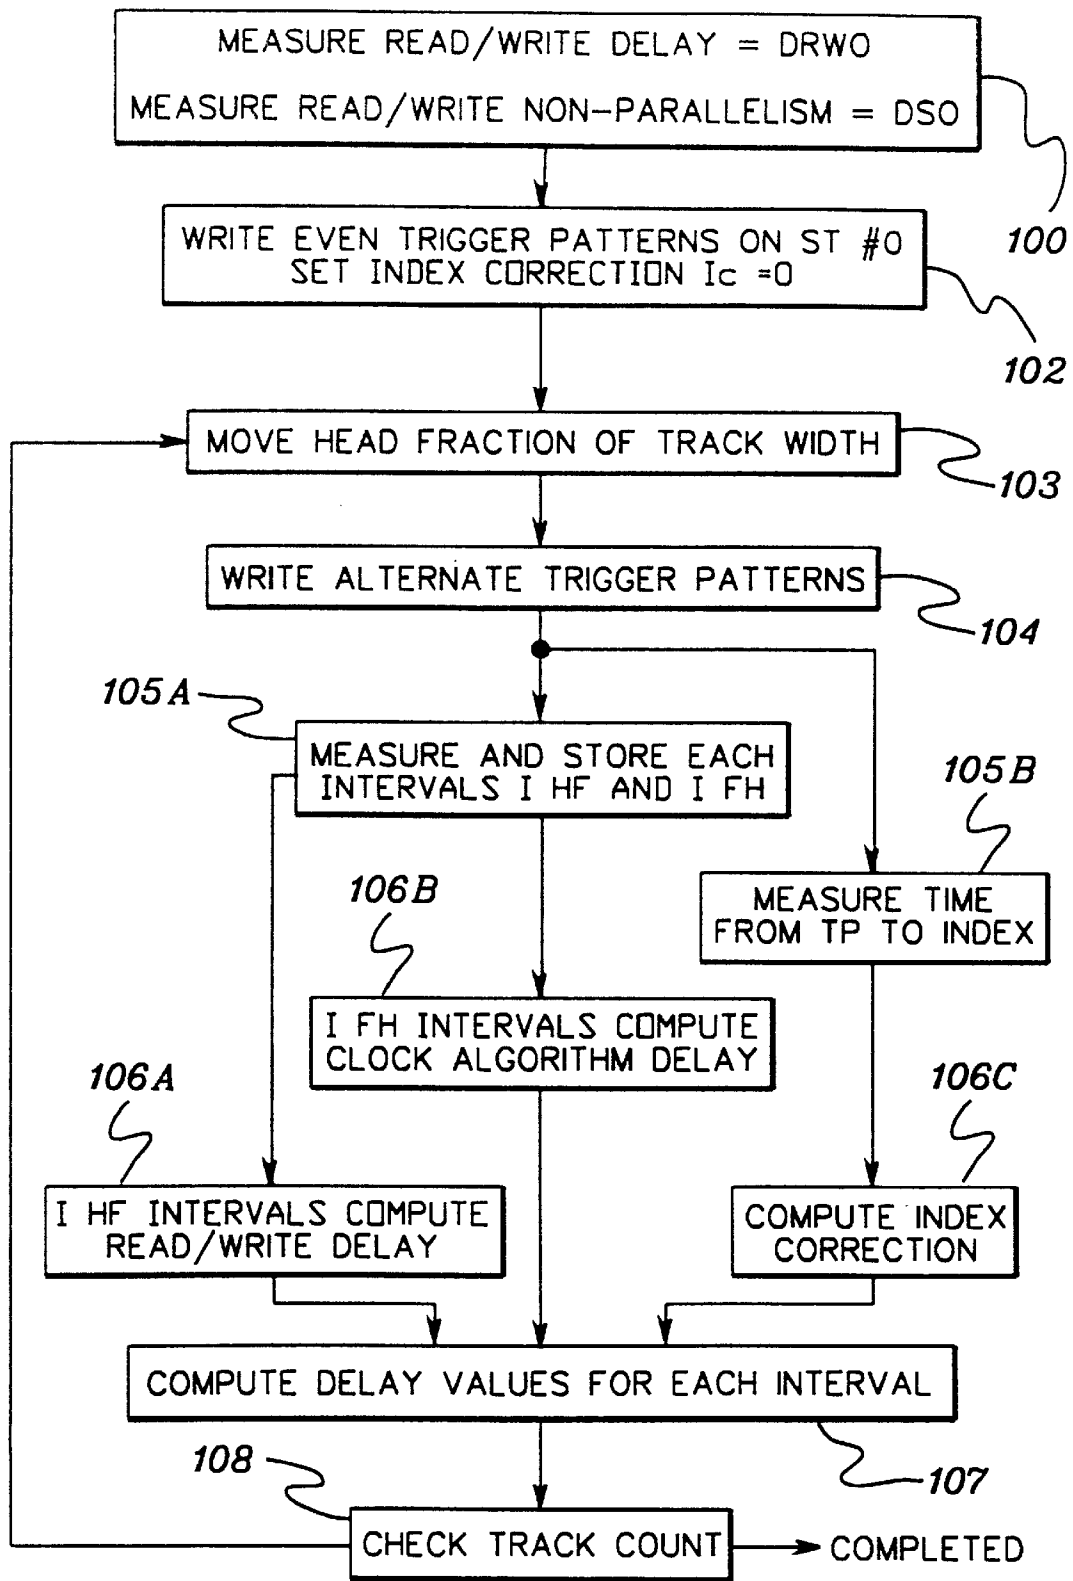 MEASURE READ/WRITE DELAY = DRWO
MEASURE READ/WRITE NON-PARALLELISM = DSO
100
WRITE EVEN TRIGGER PATTERNS ON ST #0
SET INDEX CORRECTION Ic =0
102
MOVE HEAD FRACTION OF TRACK WIDTH
103
WRITE ALTERNATE TRIGGER PATTERNS
104
105A
MEASURE AND STORE EACH
INTERVALS I HF AND I FH
105B
MEASURE TIME
FROM TP TO INDEX
106B
I FH INTERVALS COMPUTE
CLOCK ALGORITHM DELAY
106A
I HF INTERVALS COMPUTE
READ/WRITE DELAY
106C
COMPUTE INDEX
CORRECTION
COMPUTE DELAY VALUES FOR EACH INTERVAL
107
108
CHECK TRACK COUNT
COMPLETED